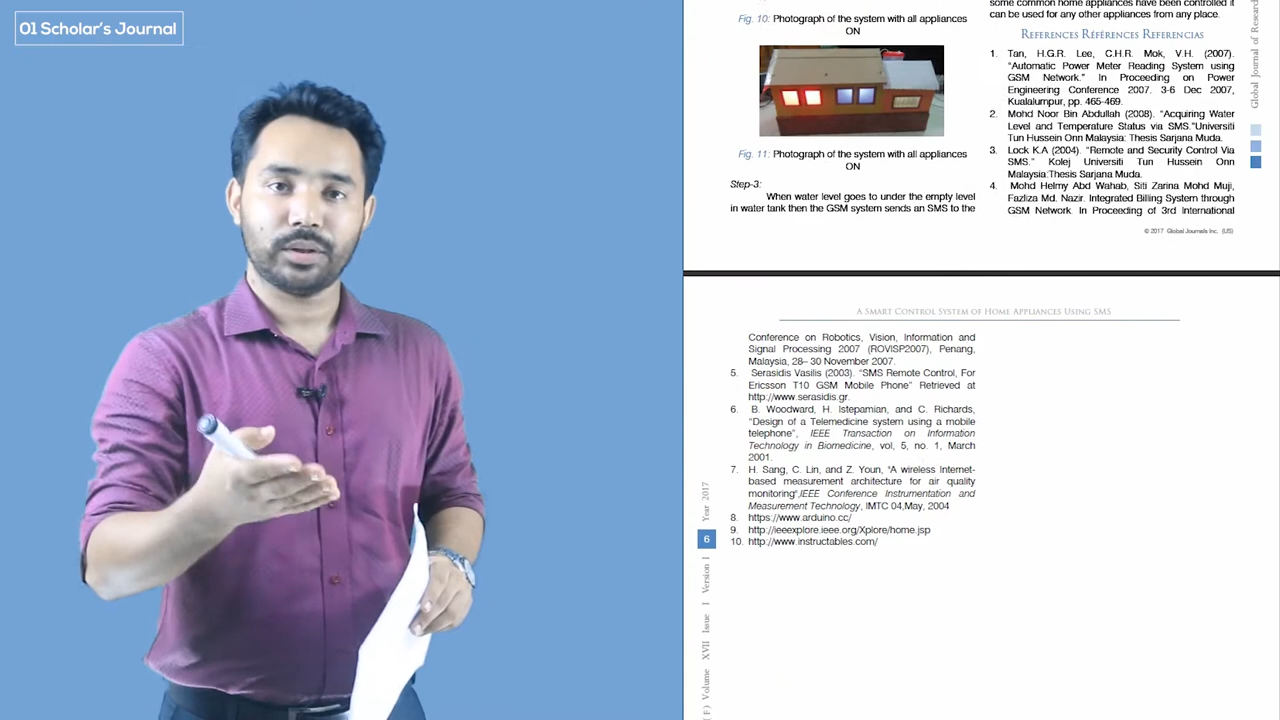 01 Scholar's Journal
Fig. 10: Photograph of the system with all appliances
ON
Fig. 11: Photograph of the system with all appliances
ON
Step-3:
When water level goes to under the empty level
in water tank then the GSM system sends an SMS to the
some common home appliances have been controlled it
can be used for any other appliances from any place.
References Références Referencias
1. Tan, H.G.R. Lee, C.H.R. Mok, V.H. (2007).
"Automatic Power Meter Reading System using
GSM Network." In Proceeding on Power
Engineering Conference 2007. 3-6 Dec 2007,
Kualalumpur, pp. 465-469.
2. Mohd Noor Bin Abdullah (2008). "Acquiring Water
Level and Temperature Status via SMS."Universiti
Tun Hussein Onn Malaysia: Thesis Sarjana Muda.
3. Lock K.A (2004). "Remote and Security Control Via
SMS." Kolej Universiti Tun Hussein Onn
Malaysia:Thesis Sarjana Muda.
4. Mohd Helmy Abd Wahab, Siti Zarina Mohd Muji,
Fazliza Md. Nazir. Integrated Billing System through
GSM Network. In Proceeding of 3rd International
Global Journal of Researc
© 2017 Global Journals Inc. (US)
A Smart Control System of Home Appliances Using SMS
Conference on Robotics, Vision, Information and
Signal Processing 2007 (ROVISP2007), Penang,
Malaysia, 28– 30 November 2007.
5. Serasidis Vasilis (2003). "SMS Remote Control, For
Ericsson T10 GSM Mobile Phone" Retrieved at
http://www.serasidis.gr.
6. B. Woodward, H. Istepamian, and C. Richards,
"Design of a Telemedicine system using a mobile
telephone", IEEE Transaction on Information
Technology in Biomedicine, vol, 5, no. 1, March
2001.
7. H. Sang, C. Lin, and Z. Youn, "A wireless Internet-
based measurement architecture for air quality
monitoring",IEEE Conference Instrumentation and
Measurement Technology, IMTC 04,May, 2004
8. https://www.arduino.cc/
9. http://ieeexplore.ieee.org/Xplore/home.jsp
10. http://www.instructables.com/
Year 2017
6
(F) Volume XVII Issue I Version I